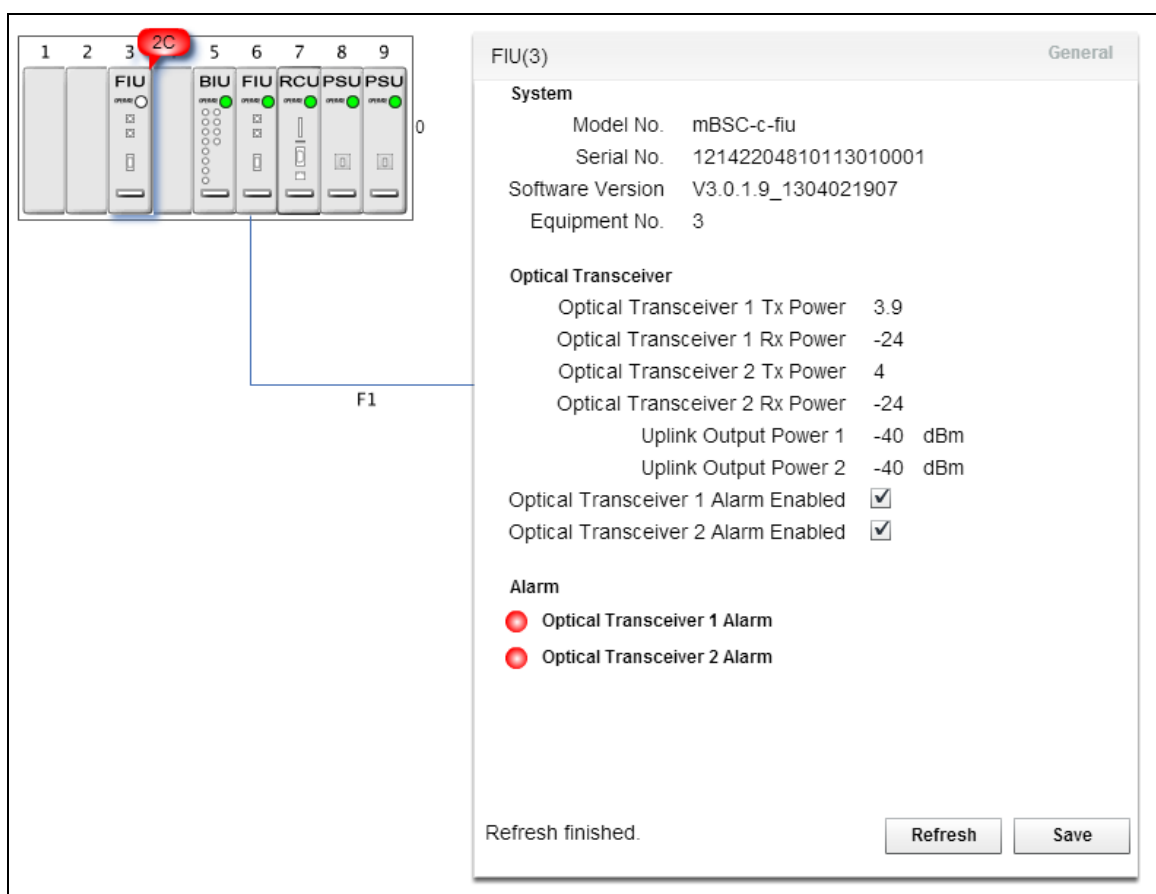 1 2 3 2C 5 6 7 8 9
FIU BIU FIU RCU PSU PSU
0
F1
FIU(3) General
System
Model No. mBSC-c-fiu
Serial No. 12142204810113010001
Software Version V3.0.1.9_1304021907
Equipment No. 3
Optical Transceiver
Optical Transceiver 1 Tx Power 3.9
Optical Transceiver 1 Rx Power -24
Optical Transceiver 2 Tx Power 4
Optical Transceiver 2 Rx Power -24
Uplink Output Power 1 -40 dBm
Uplink Output Power 2 -40 dBm
Optical Transceiver 1 Alarm Enabled
Optical Transceiver 2 Alarm Enabled
Alarm
Optical Transceiver 1 Alarm
Optical Transceiver 2 Alarm
Refresh finished. Refresh Save